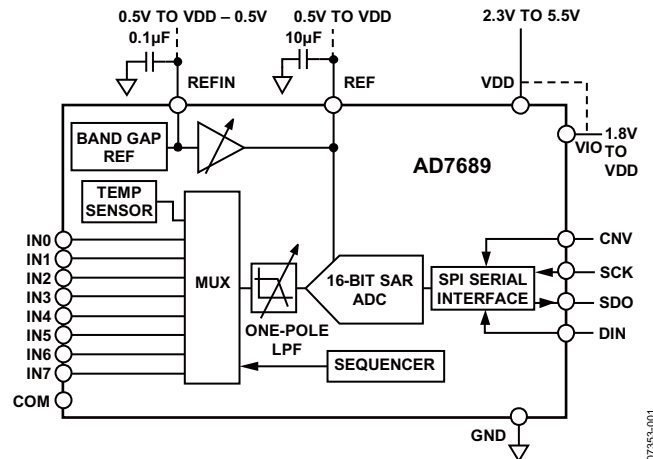 0.5V TO VDD – 0.5V
0.5V TO VDD
2.3V TO 5.5V
0.1µF
10µF
REFIN
REF
VDD
BAND GAP
REF
AD7689
VIO
1.8V
TO
VDD
TEMP
SENSOR
IN0
IN1
IN2
IN3
IN4
IN5
IN6
IN7
COM
MUX
ONE-POLE
LPF
16-BIT SAR
ADC
SPI SERIAL
INTERFACE
CNV
SCK
SDO
DIN
SEQUENCER
GND
07353-001